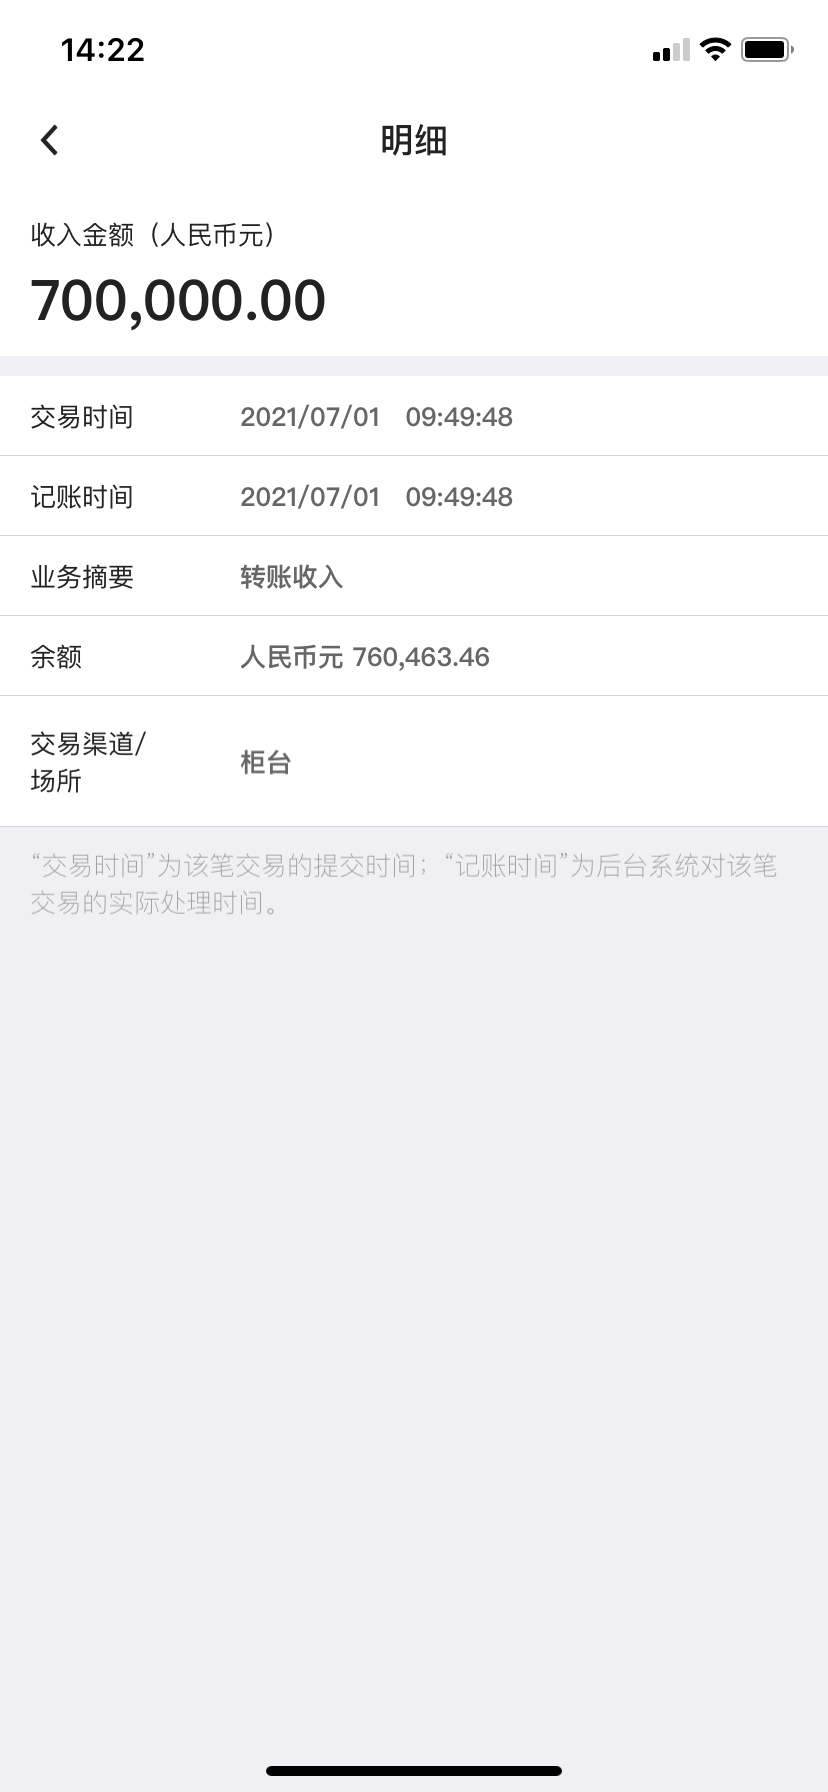 14:22
明细
收入金额（人民币元）
700,000.00
交易时间 2021/07/01 09:49:48
记账时间 2021/07/01 09:49:48
业务摘要 转账收入
余额 人民币元 760,463.46
交易渠道/
场所 柜台
“交易时间”为该笔交易的提交时间；“记账时间”为后台系统对该笔
交易的实际处理时间。